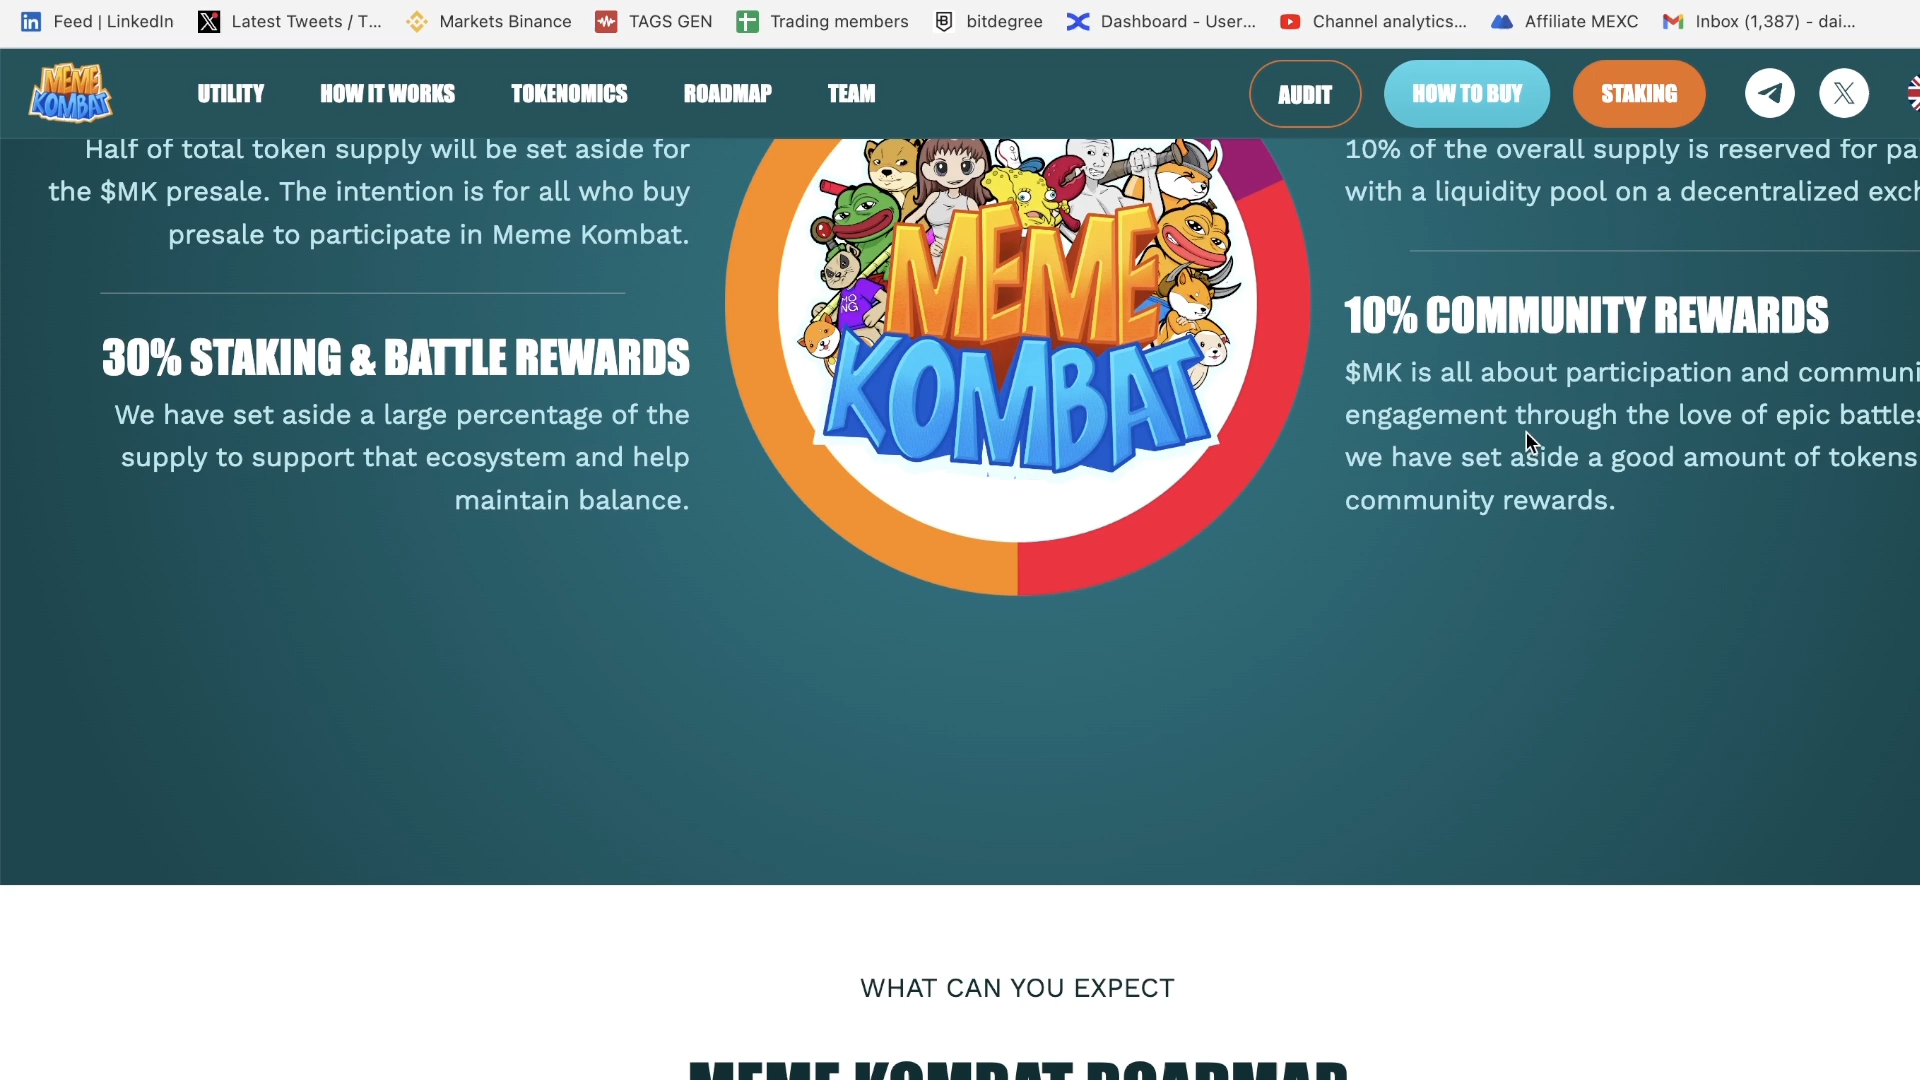 Feed | LinkedIn
Latest Tweets / T...
Markets Binance
TAGS GEN
Trading members
bitdegree
Dashboard - User...
Channel analytics...
Affiliate MEXC
Inbox (1,387) - dai...
MEME
KOMBAT
UTILITY
HOW IT WORKS
TOKENOMICS
ROADMAP
TEAM
AUDIT
HOW TO BUY
STAKING
Half of total token supply will be set aside for
the $MK presale. The intention is for all who buy
presale to participate in Meme Kombat.
30% STAKING & BATTLE REWARDS
We have set aside a large percentage of the
supply to support that ecosystem and help
maintain balance.
MO
NG
MEME
KOMBAT
10% of the overall supply is reserved for pa
with a liquidity pool on a decentralized exch
10% COMMUNITY REWARDS
$MK is all about participation and communi
engagement through the love of epic battles
we have set aside a good amount of tokens
community rewards.
WHAT CAN YOU EXPECT
MEME KOMBAT ROADMAP